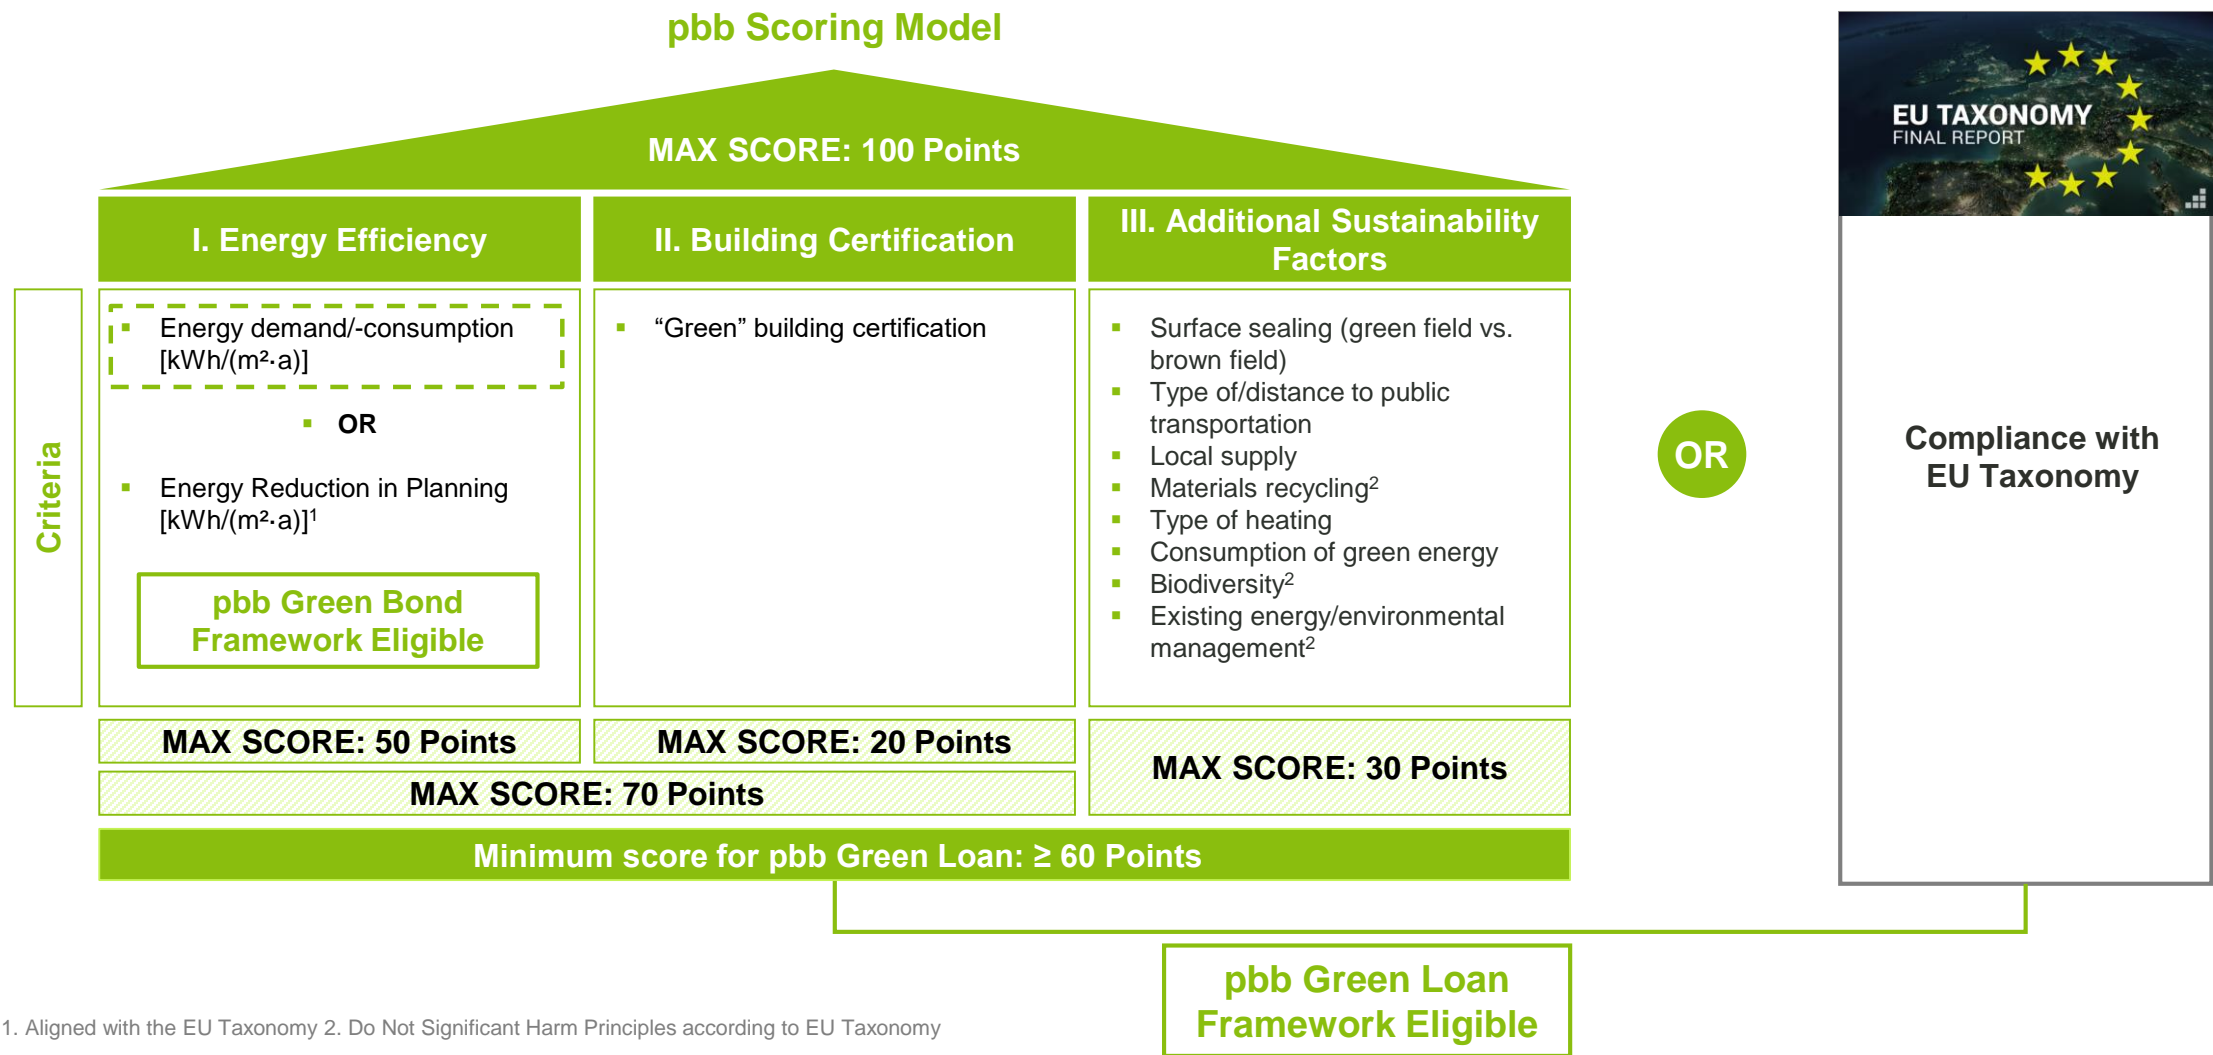 pbb Scoring Model
MAX SCORE: 100 Points
EU TAXONOMY
FINAL REPORT
I. Energy Efficiency
II. Building Certification
III. Additional Sustainability
Factors
Criteria
▪ Energy demand/-consumption
[kWh/(m²·a)]
▪ OR
▪ Energy Reduction in Planning
[kWh/(m²·a)]¹
pbb Green Bond
Framework Eligible
▪ “Green” building certification
▪ Surface sealing (green field vs.
brown field)
▪ Type of/distance to public
transportation
▪ Local supply
▪ Materials recycling²
▪ Type of heating
▪ Consumption of green energy
▪ Biodiversity²
▪ Existing energy/environmental
management²
OR
Compliance with
EU Taxonomy
MAX SCORE: 50 Points
MAX SCORE: 20 Points
MAX SCORE: 30 Points
MAX SCORE: 70 Points
Minimum score for pbb Green Loan: ≥ 60 Points
pbb Green Loan
Framework Eligible
1. Aligned with the EU Taxonomy 2. Do Not Significant Harm Principles according to EU Taxonomy